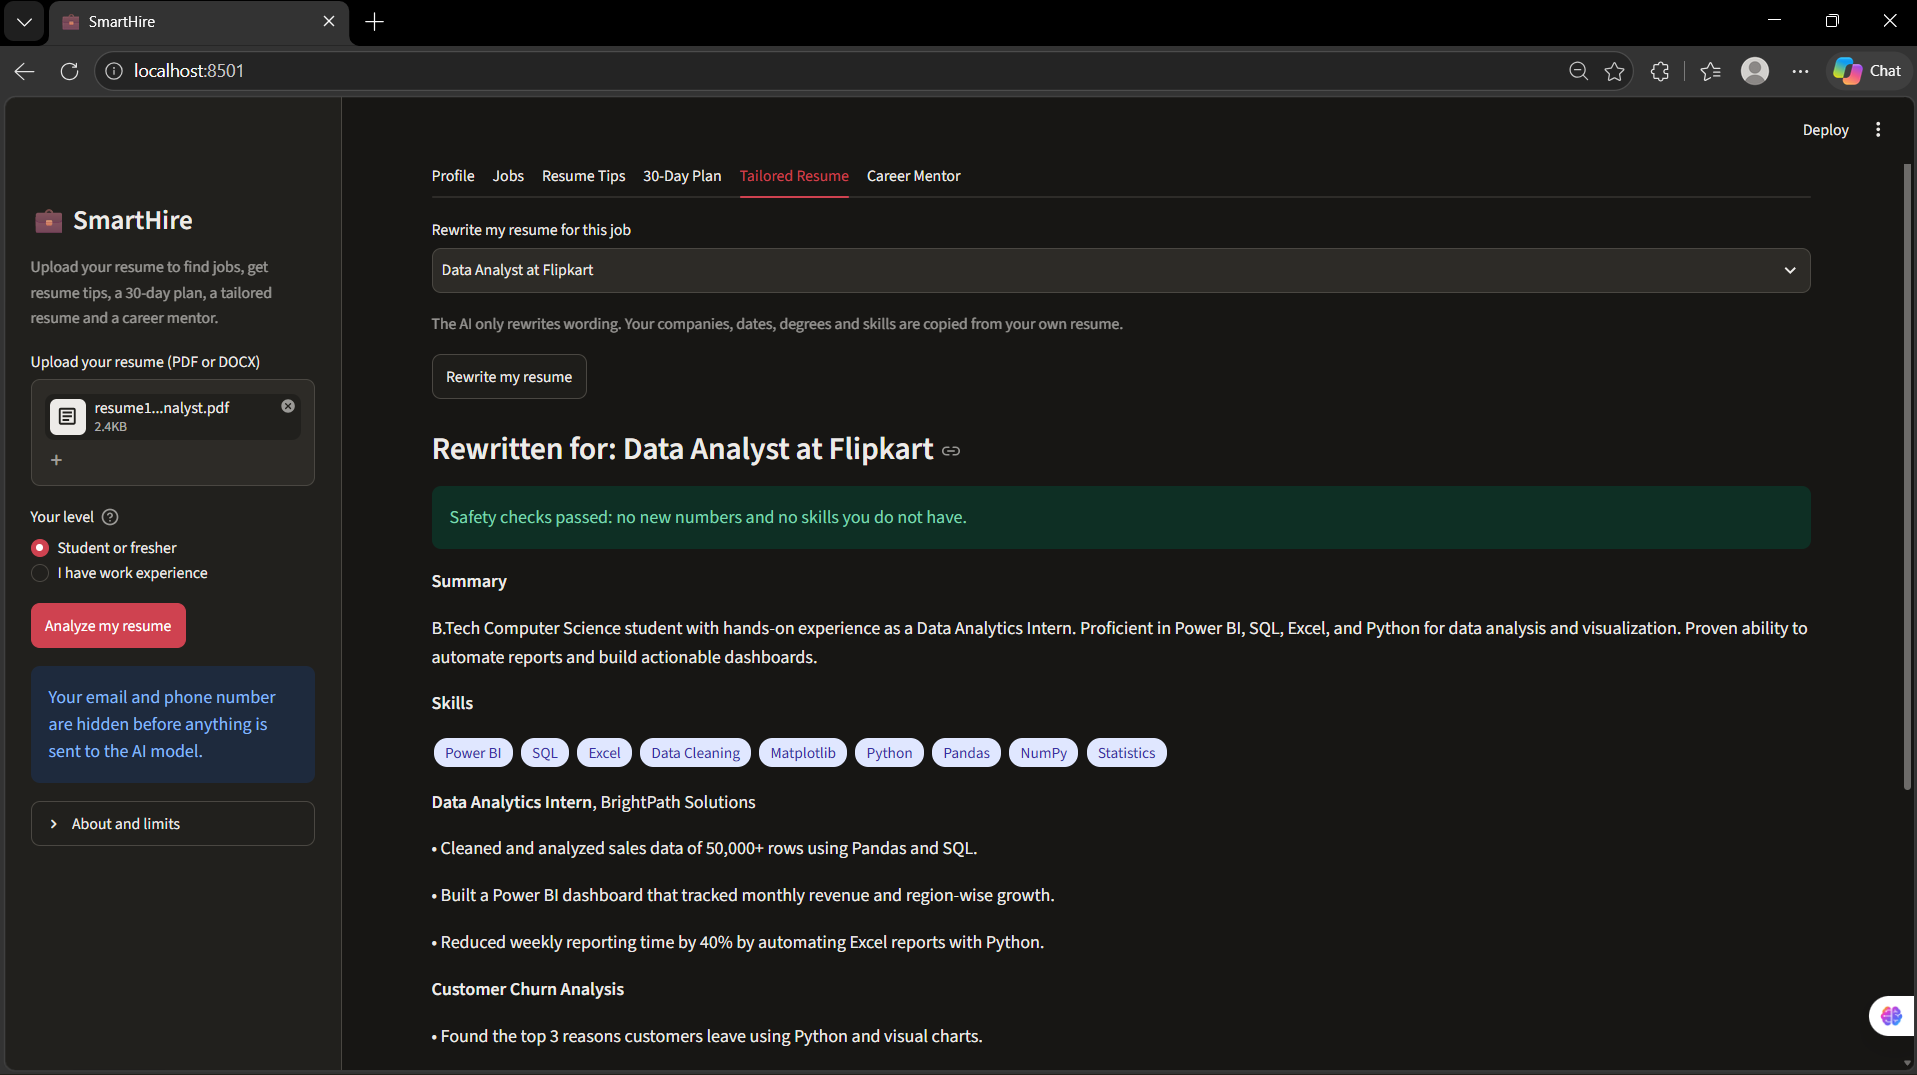 SmartHire
localhost:8501
Chat
Deploy
SmartHire
Upload your resume to find jobs, get
resume tips, a 30-day plan, a tailored
resume and a career mentor.
Upload your resume (PDF or DOCX)
resume1...nalyst.pdf
2.4KB
Your level
Student or fresher
I have work experience
Analyze my resume
Your email and phone number
are hidden before anything is
sent to the AI model.
About and limits
Profile Jobs Resume Tips 30-Day Plan Tailored Resume Career Mentor
Rewrite my resume for this job
Data Analyst at Flipkart
The AI only rewrites wording. Your companies, dates, degrees and skills are copied from your own resume.
Rewrite my resume
Rewritten for: Data Analyst at Flipkart
Safety checks passed: no new numbers and no skills you do not have.
Summary
B.Tech Computer Science student with hands-on experience as a Data Analytics Intern. Proficient in Power BI, SQL, Excel, and Python for data analysis and visualization. Proven ability to
automate reports and build actionable dashboards.
Skills
Power BI SQL Excel Data Cleaning Matplotlib Python Pandas NumPy Statistics
Data Analytics Intern, BrightPath Solutions
• Cleaned and analyzed sales data of 50,000+ rows using Pandas and SQL.
• Built a Power BI dashboard that tracked monthly revenue and region-wise growth.
• Reduced weekly reporting time by 40% by automating Excel reports with Python.
Customer Churn Analysis
• Found the top 3 reasons customers leave using Python and visual charts.